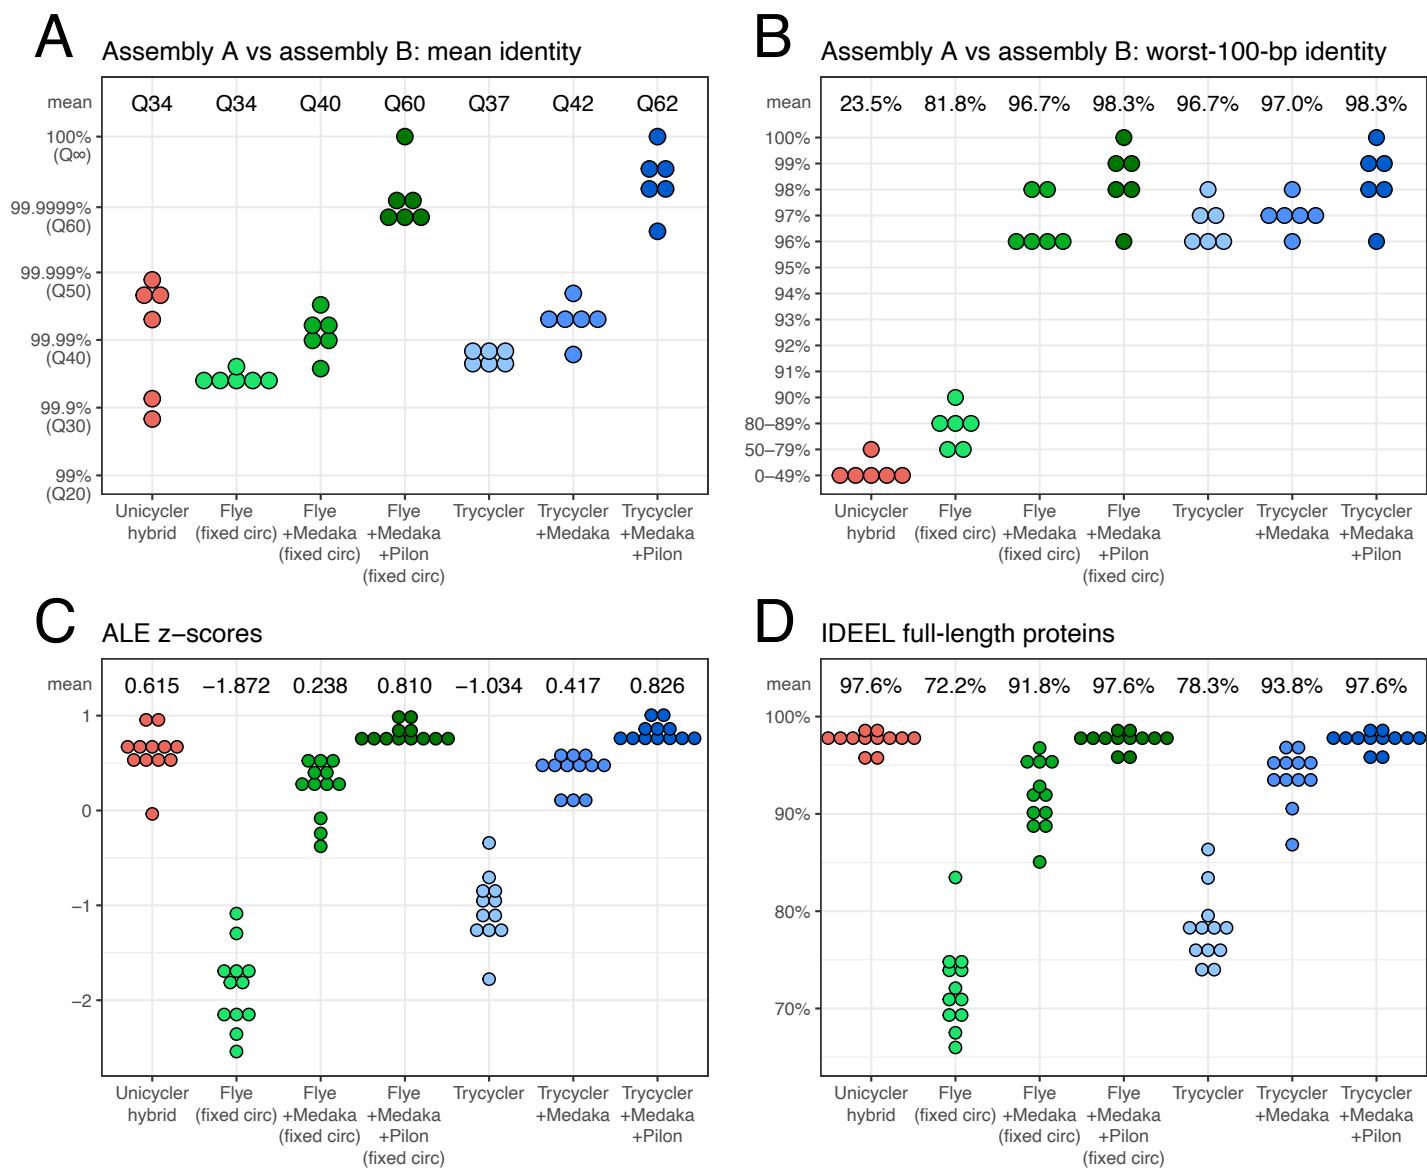 A
Assembly A vs assembly B: mean identity
mean Q34 Q34 Q40 Q60 Q37 Q42 Q62
100%
(Q∞)
99.9999%
(Q60)
99.999%
(Q50)
99.99%
(Q40)
99.9%
(Q30)
99%
(Q20)
Unicycler Flye Flye Flye Trycycler Trycycler Trycycler
hybrid (fixed circ) +Medaka +Medaka +Medaka +Medaka
(fixed circ) +Pilon +Pilon
(fixed circ)
B
Assembly A vs assembly B: worst-100-bp identity
mean 23.5% 81.8% 96.7% 98.3% 96.7% 97.0% 98.3%
100%
99%
98%
97%
96%
95%
94%
93%
92%
91%
90%
80–89%
50–79%
0–49%
Unicycler Flye Flye Flye Trycycler Trycycler Trycycler
hybrid (fixed circ) +Medaka +Medaka +Medaka +Medaka
(fixed circ) +Pilon +Pilon
(fixed circ)
C
ALE z−scores
mean 0.615 −1.872 0.238 0.810 −1.034 0.417 0.826
1
0
−1
−2
Unicycler Flye Flye Flye Trycycler Trycycler Trycycler
hybrid (fixed circ) +Medaka +Medaka +Medaka +Medaka
(fixed circ) +Pilon +Pilon
(fixed circ)
D
IDEEL full-length proteins
mean 97.6% 72.2% 91.8% 97.6% 78.3% 93.8% 97.6%
100%
90%
80%
70%
Unicycler Flye Flye Flye Trycycler Trycycler Trycycler
hybrid (fixed circ) +Medaka +Medaka +Medaka +Medaka
(fixed circ) +Pilon +Pilon
(fixed circ)